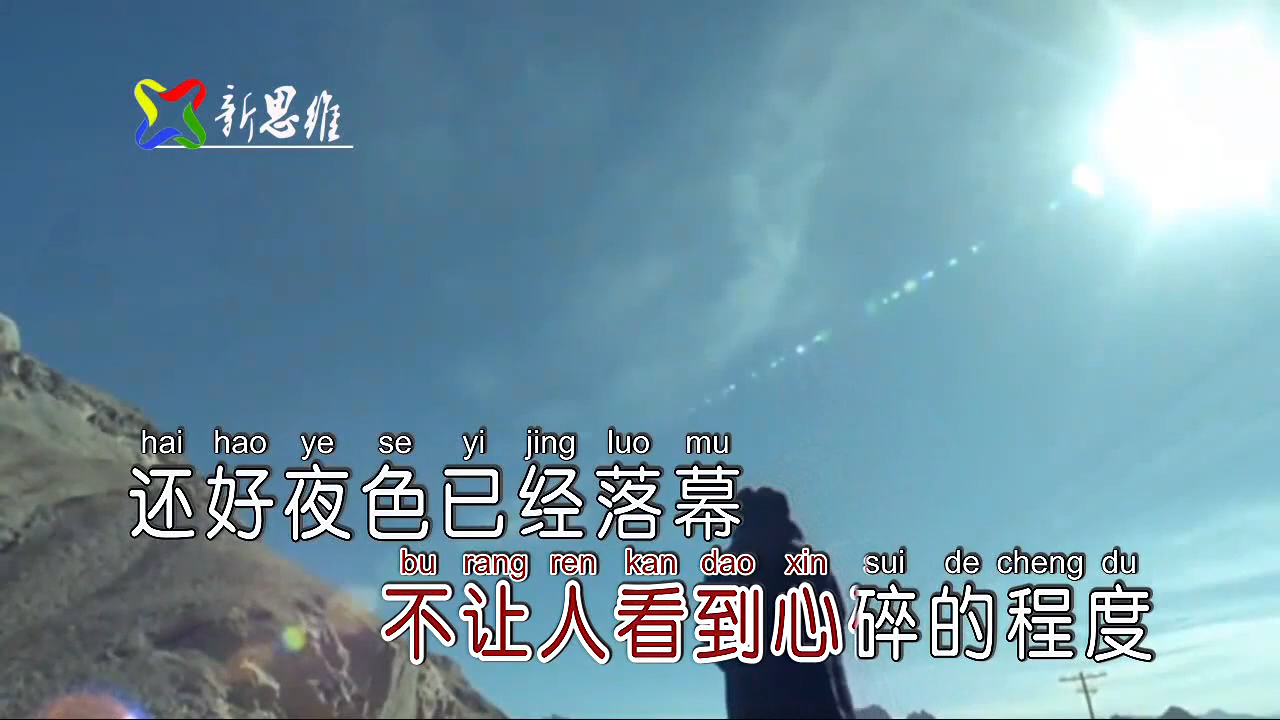 新思维
hai hao ye se yi jing luo mu
还好夜色已经落幕
bu rang ren kan dao xin sui de cheng du
不让人看到心碎的程度